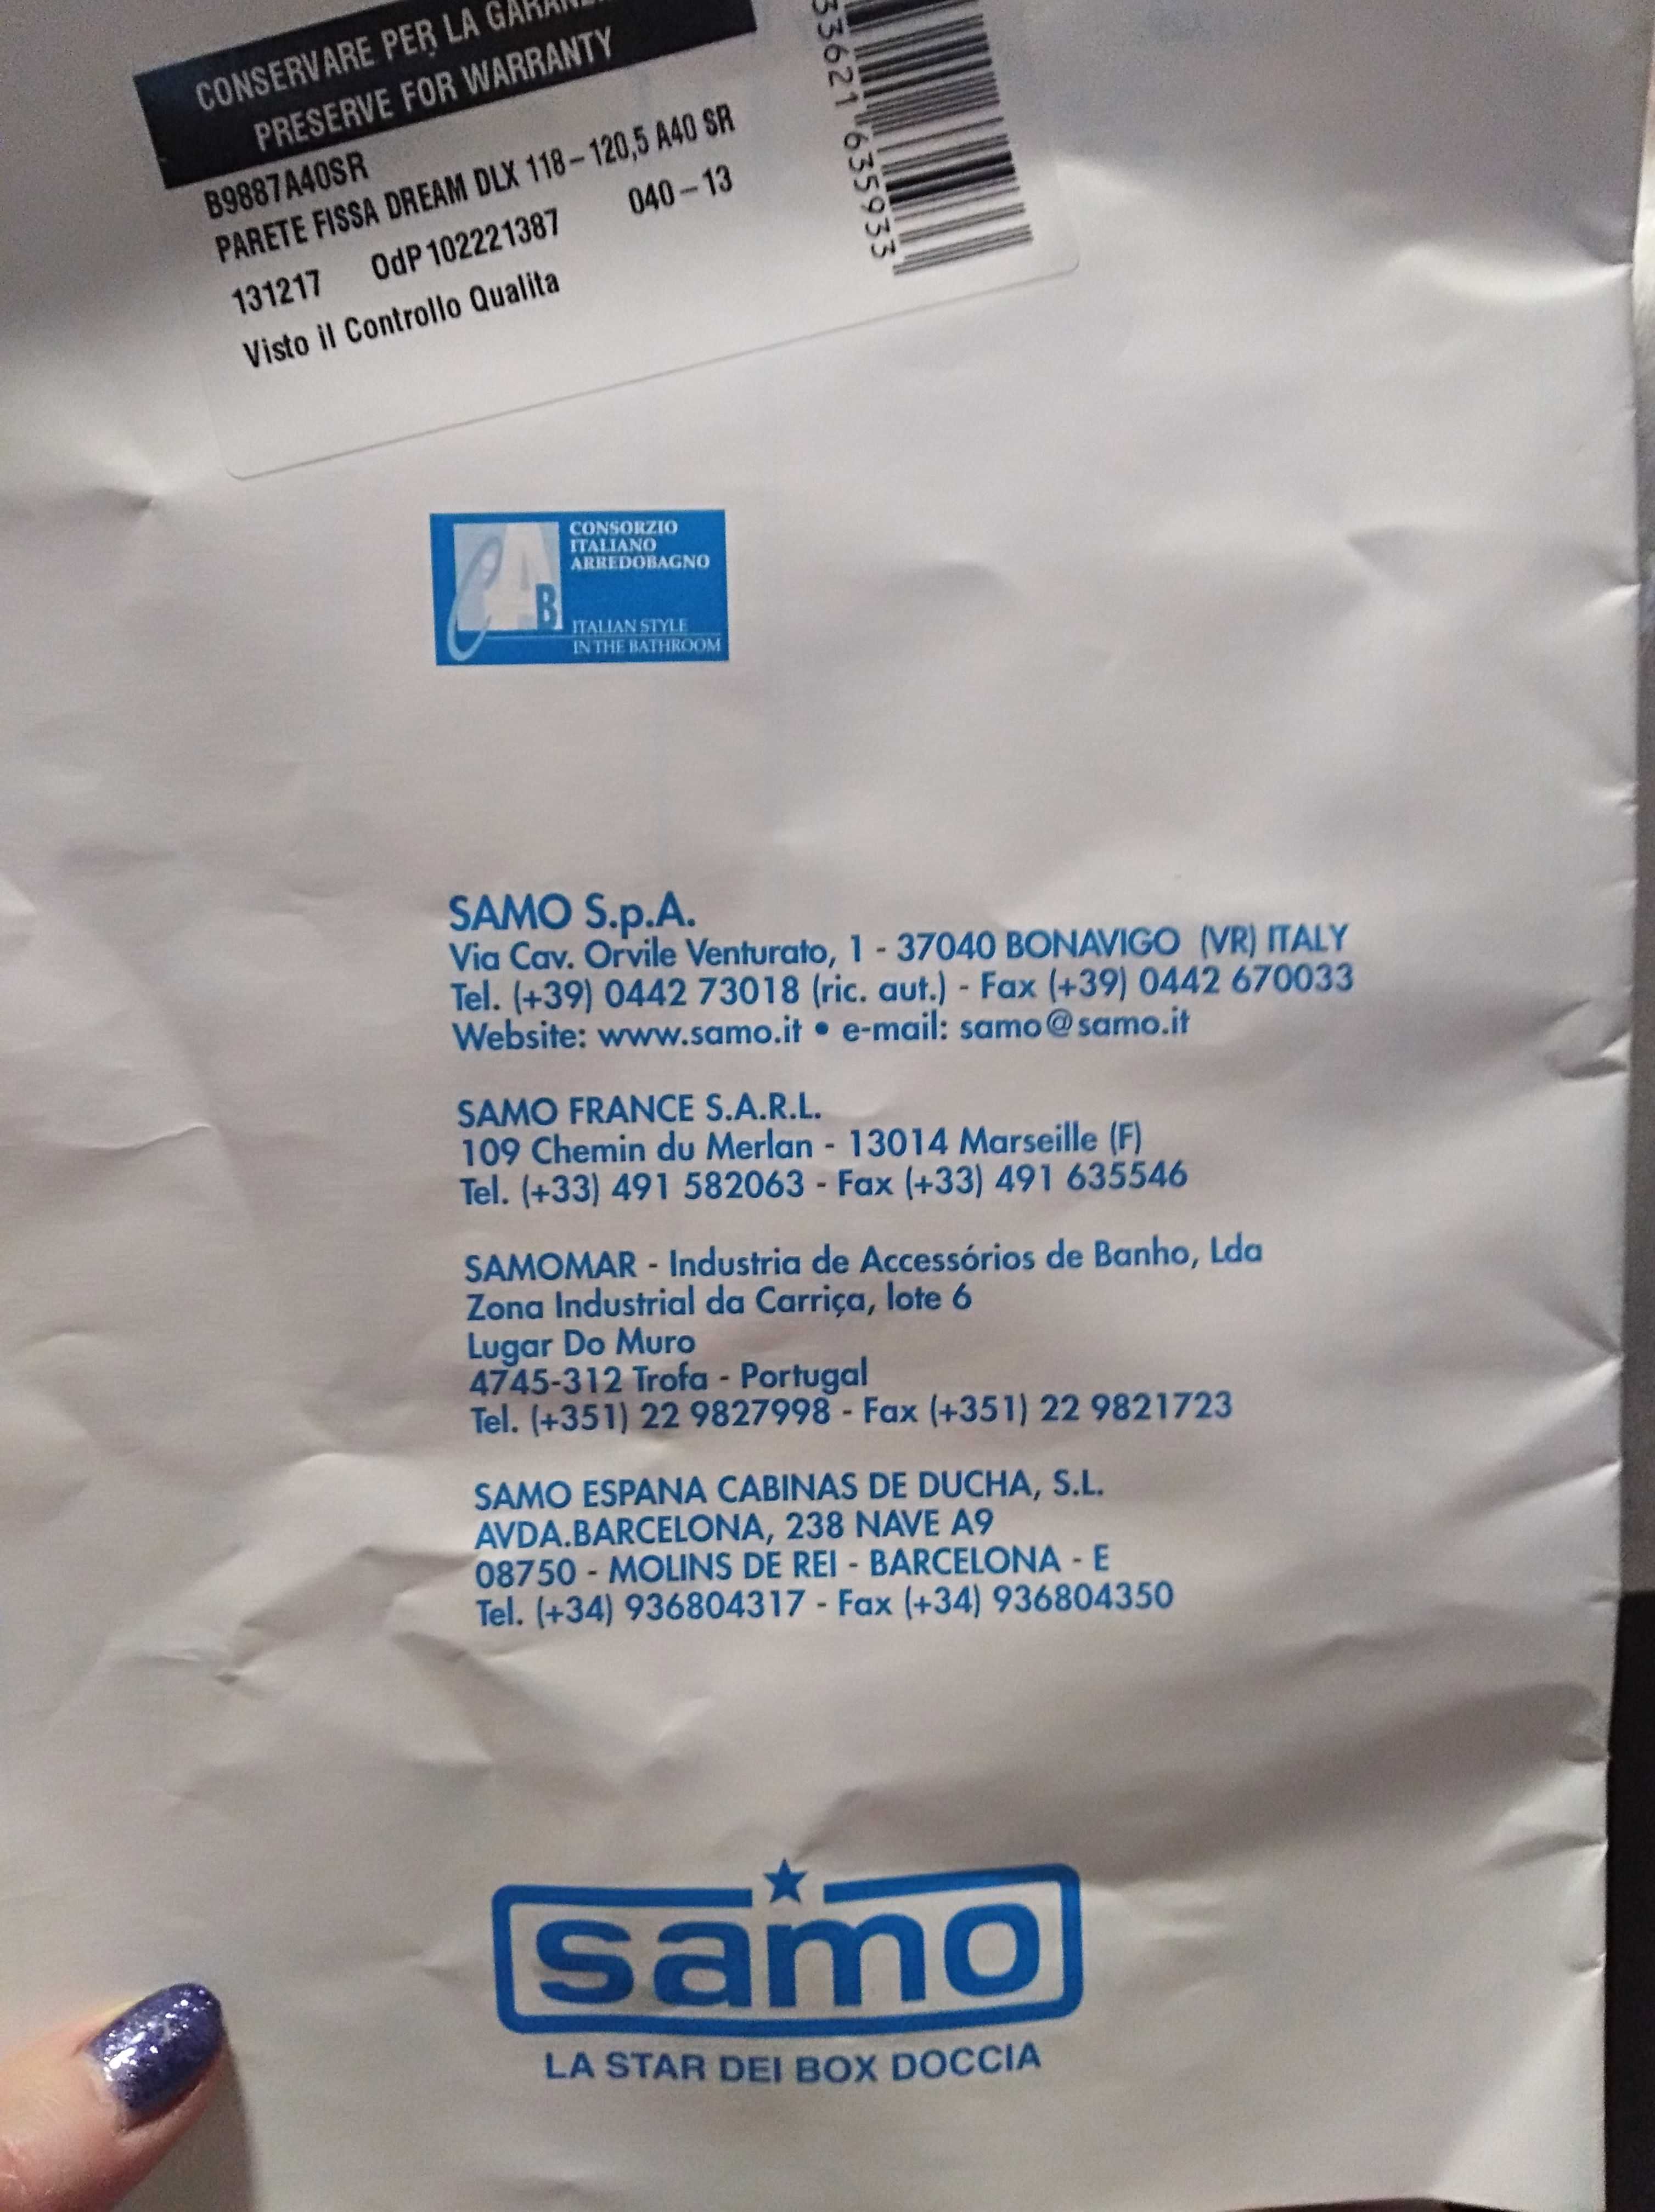 CONSERVARE PER LA
PRESERVE FOR WARRANTY
B9887A40SR
PARETE FISSA DREAM DLX 118-120,5 A40 SR
131217 OdP 102221387 040-13
Visto il Controllo Qualita
33621 635933
CONSORZIO
ITALIANO
ARREDOBAGNO
CAB
ITALIAN STYLE
IN THE BATHROOM
SAMO S.p.A.
Via Cav. Orvile Venturato, 1 - 37040 BONAVIGO (VR) ITALY
Tel. (+39) 0442 73018 (ric. aut.) - Fax (+39) 0442 670033
Website: www.samo.it • e-mail: samo@samo.it
SAMO FRANCE S.A.R.L.
109 Chemin du Merlan - 13014 Marseille (F)
Tel. (+33) 491 582063 - Fax (+33) 491 635546
SAMOMAR - Industria de Accessórios de Banho, Lda
Zona Industrial da Carriça, lote 6
Lugar Do Muro
4745-312 Trofa - Portugal
Tel. (+351) 22 9827998 - Fax (+351) 22 9821723
SAMO ESPANA CABINAS DE DUCHA, S.L.
AVDA.BARCELONA, 238 NAVE A9
08750 - MOLINS DE REI - BARCELONA - E
Tel. (+34) 936804317 - Fax (+34) 936804350
samo
LA STAR DEI BOX DOCCIA